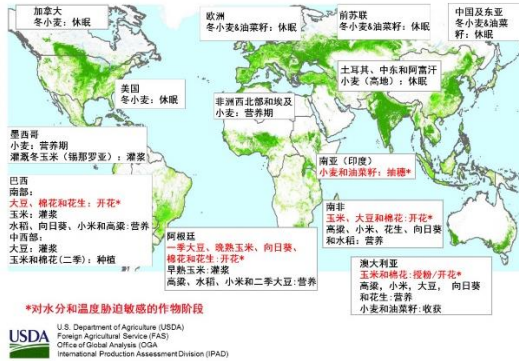 加拿大
冬小麦：休眠
欧洲
冬小麦&油菜籽：休眠
前苏联
冬小麦&油菜籽：休眠
中国及东亚
冬小麦&油菜
籽：休眠
土耳其、中东和阿富汗
小麦（高地）：休眠
美国
冬小麦：休眠
非洲西北部和埃及
小麦：营养期
墨西哥
小麦：营养期
灌溉冬玉米（锡那罗亚）：灌浆
南亚（印度）
小麦和油菜籽：抽穗*
巴西
南部：
大豆、棉花和花生：开花*
玉米：灌浆
水稻、向日葵、小米和高粱：营养
中西部：
大豆：灌浆
玉米和棉花（二季）：种植
阿根廷
一季大豆、晚熟玉米、向日葵、
棉花和花生：开花*
早熟玉米：灌浆
高粱、水稻、小米和二季大豆：营养
南非
玉米、大豆和棉花：开花*
高粱、小米、花生、向日葵
和水稻：营养
澳大利亚
玉米和棉花：授粉/开花*
高粱，小米，大豆， 向日葵
和花生：营养
小麦和油菜籽：收获
*对水分和温度胁迫敏感的作物阶段
USDA
U.S. Department of Agriculture (USDA)
Foreign Agricultural Service (FAS)
Office of Global Analysis (OGA
International Production Assessment Division (IPAD)